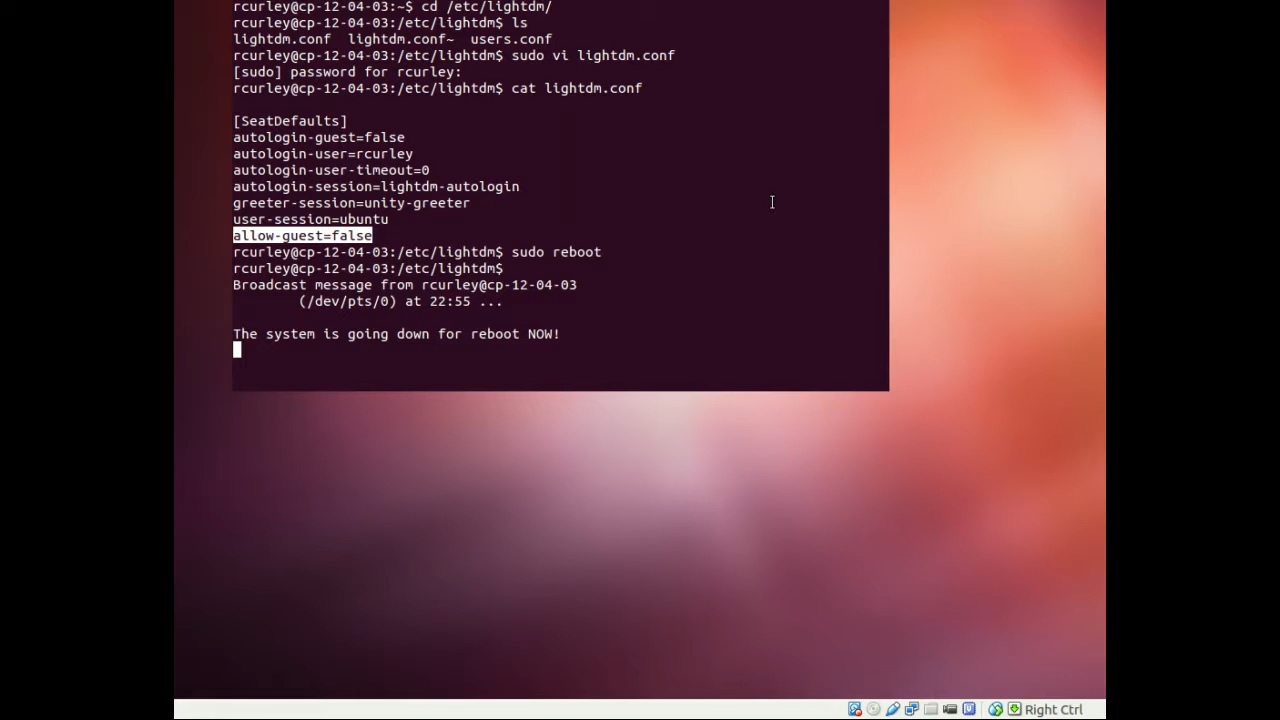 rcurley@cp-12-04-03:~$ cd /etc/lightdm/
rcurley@cp-12-04-03:/etc/lightdm$ ls
lightdm.conf  lightdm.conf~  users.conf
rcurley@cp-12-04-03:/etc/lightdm$ sudo vi lightdm.conf
[sudo] password for rcurley:
rcurley@cp-12-04-03:/etc/lightdm$ cat lightdm.conf
[SeatDefaults]
autologin-guest=false
autologin-user=rcurley
autologin-user-timeout=0
autologin-session=lightdm-autologin
greeter-session=unity-greeter
user-session=ubuntu
allow-guest=false
rcurley@cp-12-04-03:/etc/lightdm$ sudo reboot
rcurley@cp-12-04-03:/etc/lightdm$
Broadcast message from rcurley@cp-12-04-03
(/dev/pts/0) at 22:55 ...
The system is going down for reboot NOW!
Right Ctrl